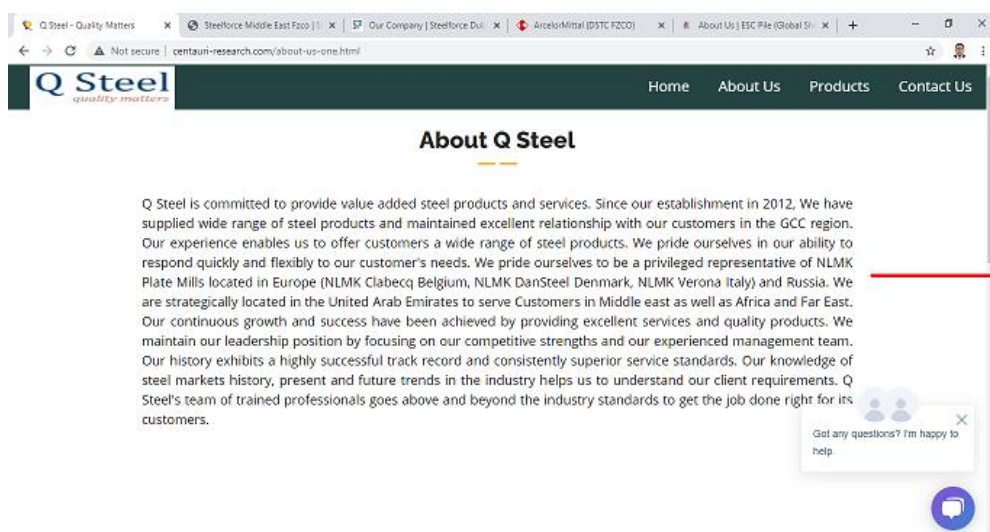 Q Steel - Quality Matters
Steelforce Middle East Fzco |
Our Company | Steelforce Du
ArcelorMittal (DSTC FZCO)
About Us | ESC Pile (Global
Not secure | centauri-research.com/about-us-one.html
Q Steel
quality matters
Home About Us Products Contact Us
About Q Steel
Q Steel is committed to provide value added steel products and services. Since our establishment in 2012, We have
supplied wide range of steel products and maintained excellent relationship with our customers in the GCC region.
Our experience enables us to offer customers a wide range of steel products. We pride ourselves in our ability to
respond quickly and flexibly to our customer's needs. We pride ourselves to be a privileged representative of NLMK
Plate Mills located in Europe (NLMK Clabecq Belgium, NLMK DanSteel Denmark, NLMK Verona Italy) and Russia. We
are strategically located in the United Arab Emirates to serve Customers in Middle east as well as Africa and Far East.
Our continuous growth and success have been achieved by providing excellent services and quality products. We
maintain our leadership position by focusing on our competitive strengths and our experienced management team.
Our history exhibits a highly successful track record and consistently superior service standards. Our knowledge of
steel markets history, present and future trends in the industry helps us to understand our client requirements. Q
Steel's team of trained professionals goes above and beyond the industry standards to get the job done right for its
customers.
Got any questions? I'm happy to
help.